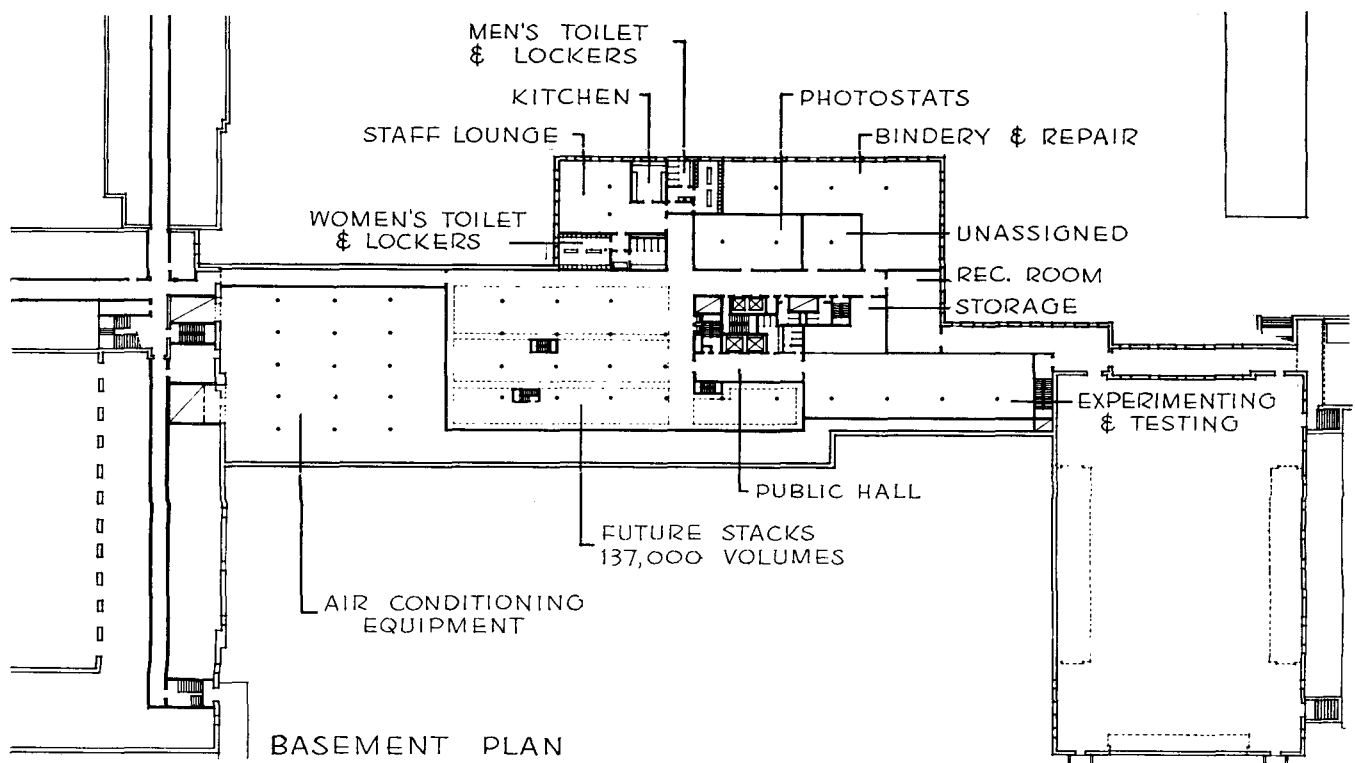 MEN'S TOILET
& LOCKERS
KITCHEN
PHOTOSTATS
STAFF LOUNGE
BINDERY & REPAIR
WOMEN'S TOILET
& LOCKERS
UNASSIGNED
REC. ROOM
STORAGE
EXPERIMENTING
& TESTING
PUBLIC HALL
FUTURE STACKS
137,000 VOLUMES
AIR CONDITIONING
EQUIPMENT
BASEMENT PLAN